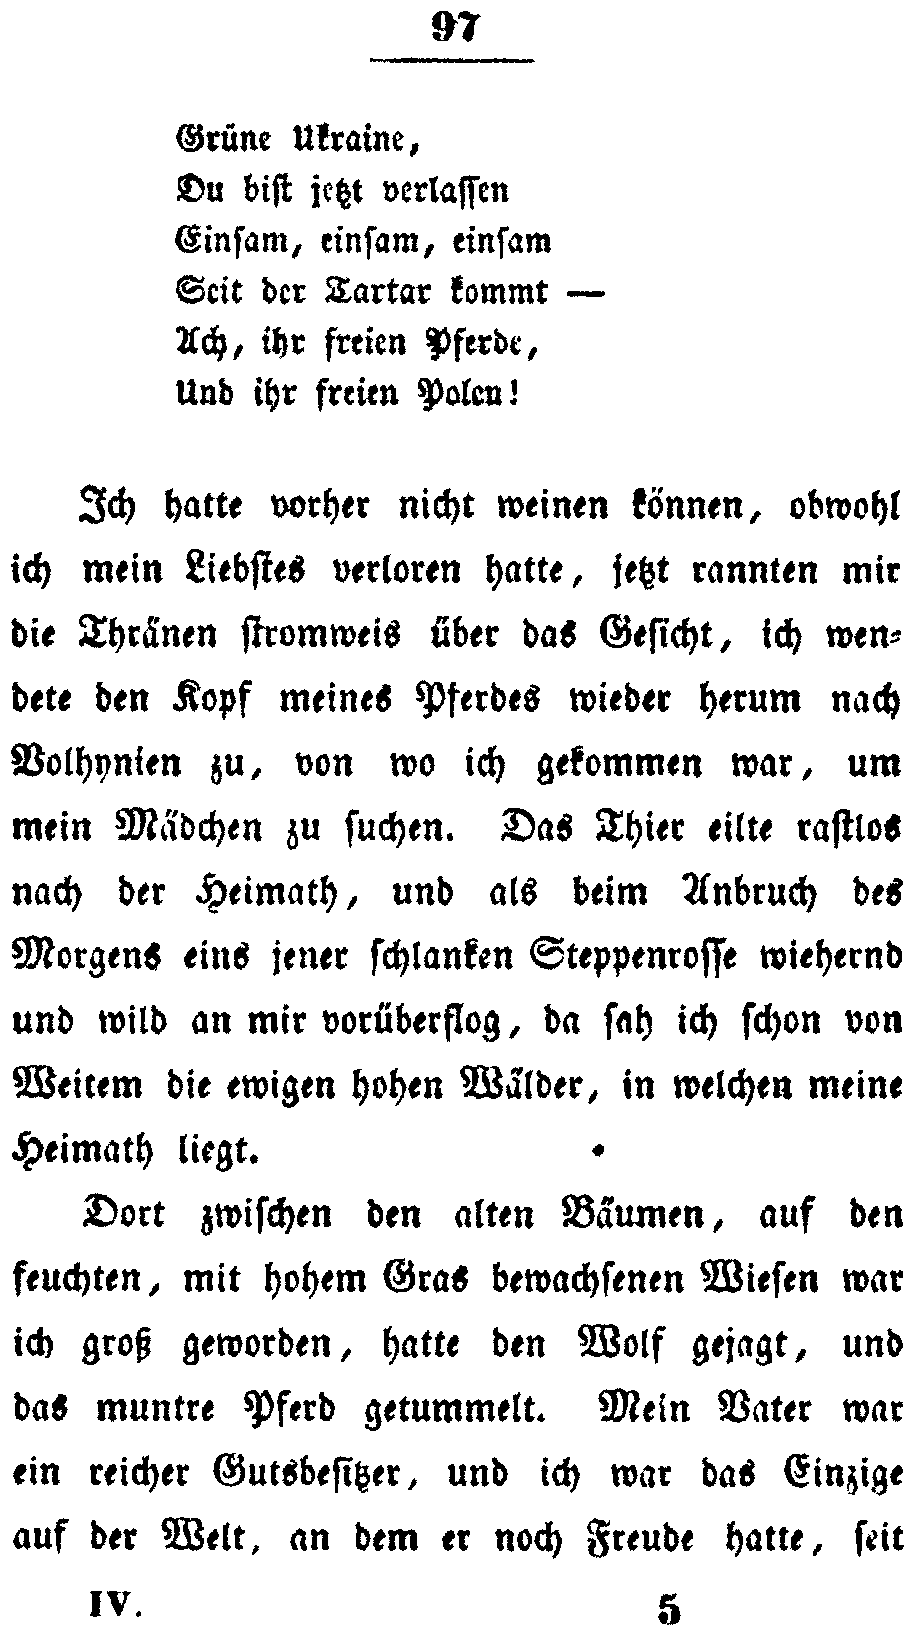 97
Grüne Ukraine,
Du bist jetzt verlassen
Einsam, einsam, einsam
Seit der Tartar kommt —
Ach, ihr freien Pferde,
Und ihr freien Polen!
Ich hatte vorher nicht weinen können, obwohl
ich mein Liebstes verloren hatte, jetzt rannten mir
die Thränen stromweis über das Gesicht, ich wen-
dete den Kopf meines Pferdes wieder herum nach
Volhynien zu, von wo ich gekommen war, um
mein Mädchen zu suchen. Das Thier eilte rastlos
nach der Heimath, und als beim Anbruch des
Morgens eins jener schlanken Steppenrosse wiehernd
und wild an mir vorüberflog, da sah ich schon von
Weitem die ewigen hohen Wälder, in welchen meine
Heimath liegt.
Dort zwischen den alten Bäumen, auf den
feuchten, mit hohem Gras bewachsenen Wiesen war
ich groß geworden, hatte den Wolf gejagt, und
das muntre Pferd getummelt. Mein Vater war
ein reicher Gutsbesitzer, und ich war das Einzige
auf der Welt, an dem er noch Freude hatte, seit
IV. 5